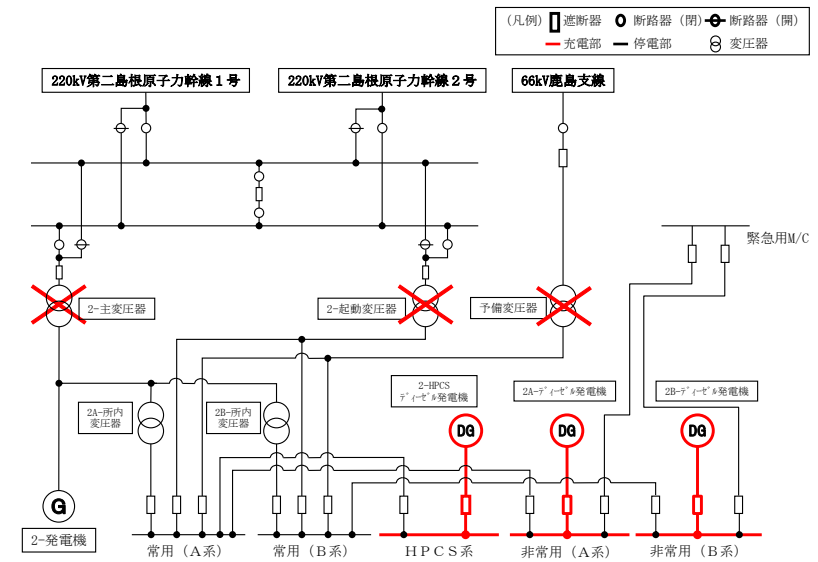 (凡例) 遮断器 断路器（閉） 断路器（開）
充電部 停電部 変圧器
220kV第二島根原子力幹線１号
220kV第二島根原子力幹線２号
66kV鹿島支線
緊急用M/C
2-主変圧器
2-起動変圧器
予備変圧器
2-HPCS
ﾃﾞｨｰｾﾞﾙ発電機
2A-ﾃﾞｨｰｾﾞﾙ発電機
2B-ﾃﾞｨｰｾﾞﾙ発電機
2A-所内
変圧器
2B-所内
変圧器
DG
DG
DG
G
2-発電機
常用（Ａ系）
常用（Ｂ系）
ＨＰＣＳ系
非常用（Ａ系）
非常用（Ｂ系）